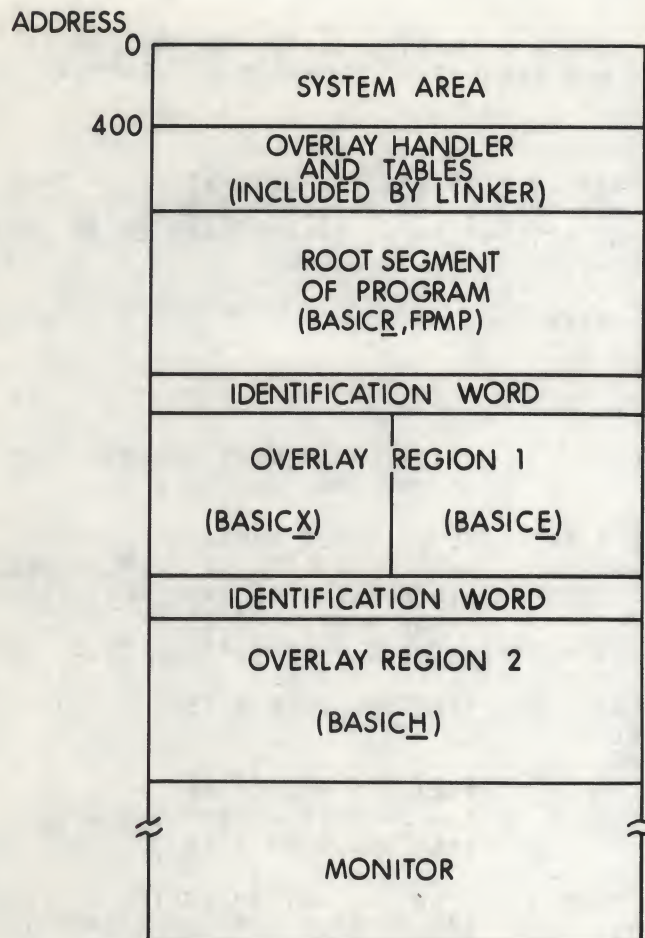 ADDRESS
0
SYSTEM AREA
400
OVERLAY HANDLER
AND TABLES
(INCLUDED BY LINKER)
ROOT SEGMENT
OF PROGRAM
(BASICR,FPMP)
IDENTIFICATION WORD
OVERLAY REGION 1
(BASICX) (BASICE)
IDENTIFICATION WORD
OVERLAY REGION 2
(BASICH)
MONITOR